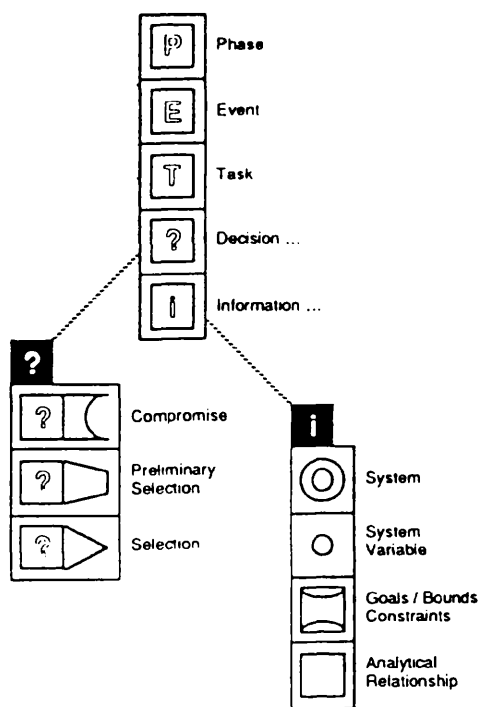 P Phase
E Event
T Task
? Decision ...
i Information ...
?
? Compromise
? Preliminary
Selection
? Selection
i
System
System
Variable
Goals / Bounds
Constraints
Analytical
Relationship